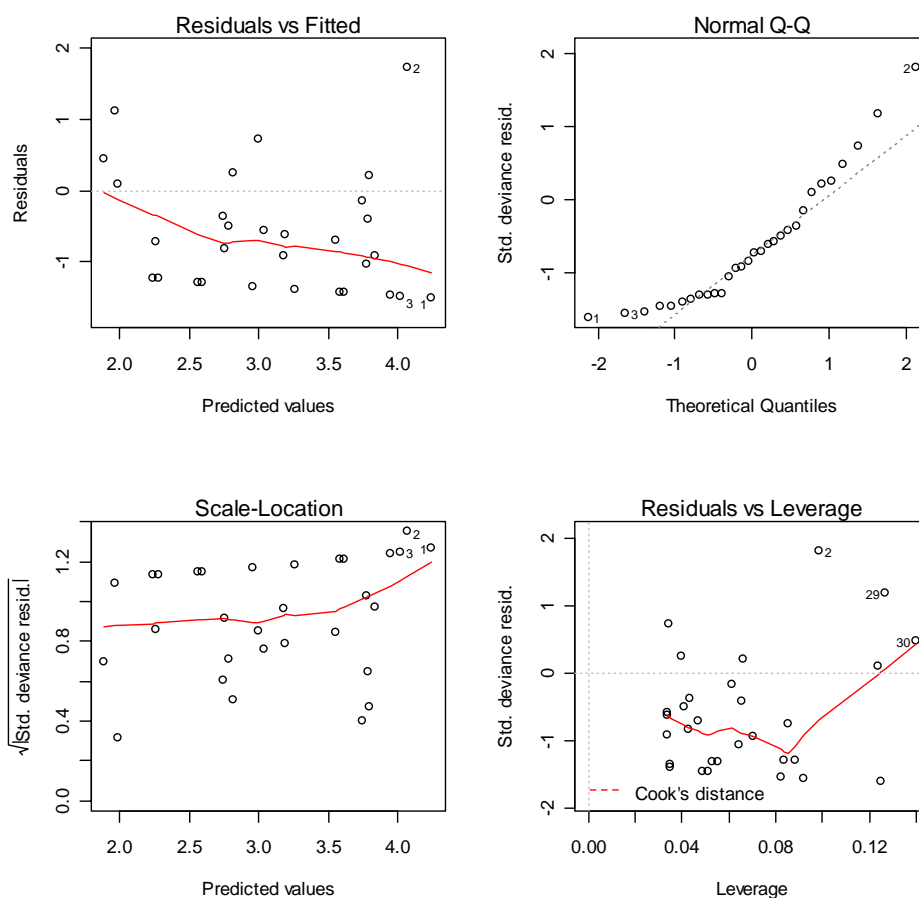 Residuals vs Fitted
Residuals
2
1
0
-1
2
3
1
2.0 2.5 3.0 3.5 4.0
Predicted values
Normal Q-Q
Std. deviance resid.
2
1
0
-1
2
1
3
-2 -1 0 1 2
Theoretical Quantiles
Scale-Location
√|Std. deviance resid.|
1.2
0.8
0.4
0.0
2
3
1
2.0 2.5 3.0 3.5 4.0
Predicted values
Residuals vs Leverage
Std. deviance resid.
2
1
0
-1
-2
2
29
30
Cook's distance
0.00 0.04 0.08 0.12
Leverage